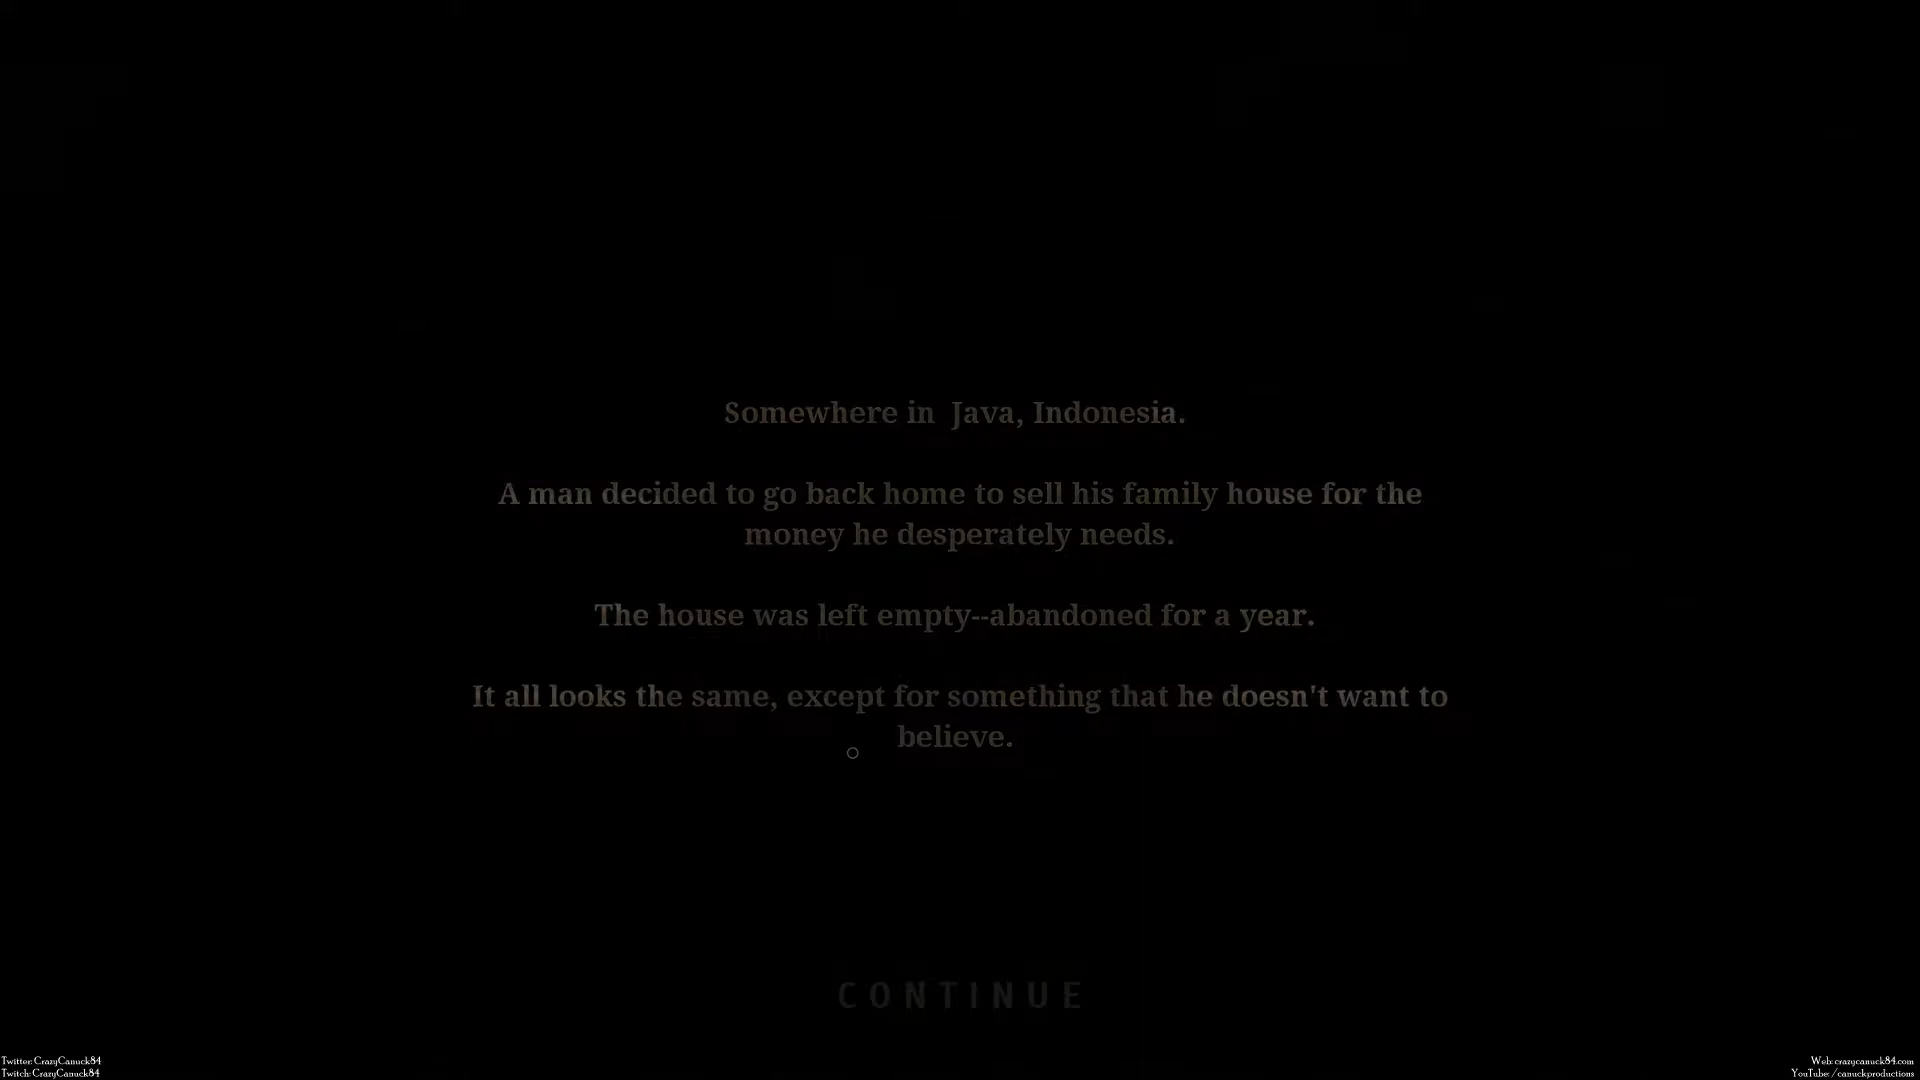 Somewhere in  Java, Indonesia.
A man decided to go back home to sell his family house for the
money he desperately needs.
The house was left empty--abandoned for a year.
It all looks the same, except for something that he doesn't want to
believe.
CONTINUE
Twitter: CrazyCanuck84
Twitch: CrazyCanuck84
Web: crazycanuck84.com
YouTube: /canuckproductions